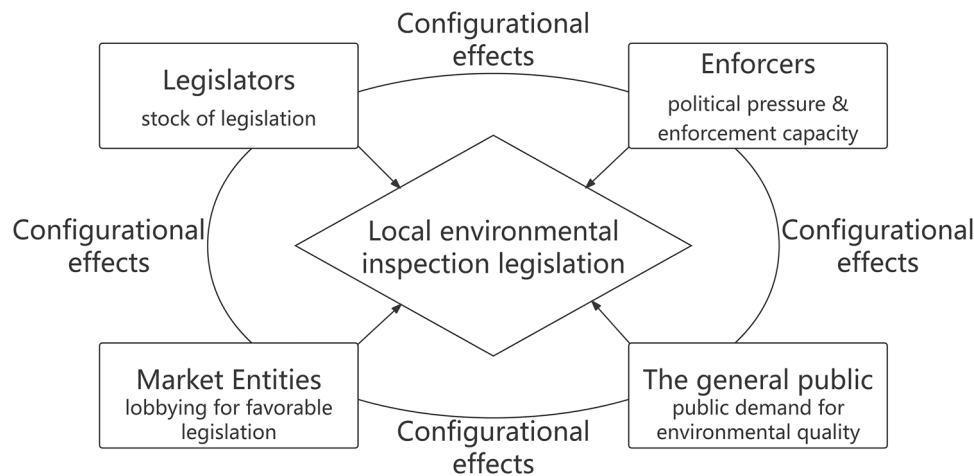 Configurational
effects
Legislators
stock of legislation
Enforcers
political pressure &
enforcement capacity
Configurational
effects
Local environmental
inspection legislation
Configurational
effects
Market Entities
lobbying for favorable
legislation
The general public
public demand for
environmental quality
Configurational
effects